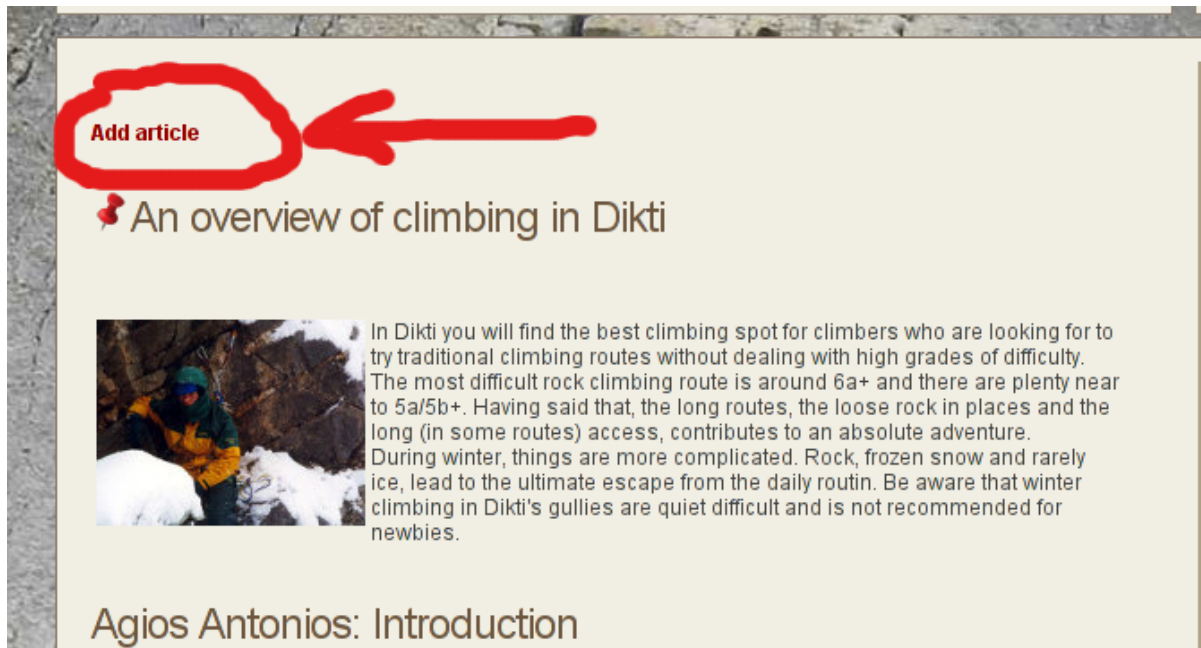 Add article
An overview of climbing in Dikti
In Dikti you will find the best climbing spot for climbers who are looking for to
try traditional climbing routes without dealing with high grades of difficulty.
The most difficult rock climbing route is around 6a+ and there are plenty near
to 5a/5b+. Having said that, the long routes, the loose rock in places and the
long (in some routes) access, contributes to an absolute adventure.
During winter, things are more complicated. Rock, frozen snow and rarely
ice, lead to the ultimate escape from the daily routin. Be aware that winter
climbing in Dikti's gullies are quiet difficult and is not recommended for
newbies.
Agios Antonios: Introduction